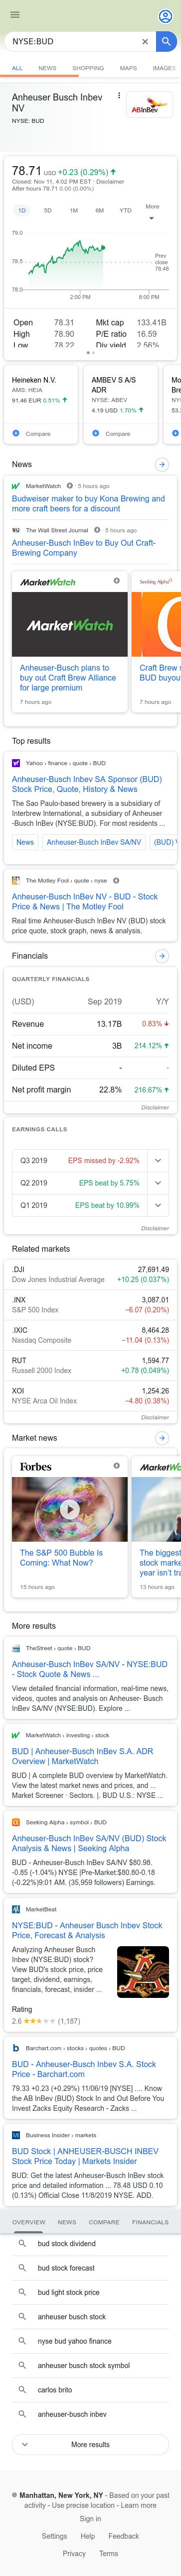 NYSE:BUD
ALL NEWS SHOPPING MAPS IMAGES
Anheuser Busch Inbev
NV
NYSE: BUD
ABInBev
78.71 USD +0.23 (0.29%)
Closed: Nov 11, 4:02 PM EST · Disclaimer
After hours 78.71 0.00 (0.00%)
1D 5D 1M 6M YTD More
79.0
78.5
78.0
Prev
close
78.48
2:00 PM 8:00 PM
Open 78.31 Mkt cap 133.41B
High 78.90 P/E ratio 16.59
Low 78.22 Div yield 2.56%
Heineken N.V.
AMS: HEIA
91.46 EUR 0.51%
Compare
AMBEV S A/S
ADR
NYSE: ABEV
4.19 USD 1.70%
Compare
Mo
Bre
NYS
53.
News
MarketWatch 5 hours ago
Budweiser maker to buy Kona Brewing and
more craft beers for a discount
WSJ The Wall Street Journal 5 hours ago
Anheuser-Busch InBev to Buy Out Craft-
Brewing Company
MarketWatch
MarketWatch
Anheuser-Busch plans to
buy out Craft Brew Alliance
for large premium
7 hours ago
Seeking Alpha
Craft Brew s
BUD buyou
7 hours ago
Top results
Yahoo › finance › quote › BUD
Anheuser-Busch Inbev SA Sponsor (BUD)
Stock Price, Quote, History & News
The Sao Paulo-based brewery is a subsidiary of
Interbrew International, a subsidiary of Anheuser
-Busch InBev (NYSE:BUD). For most residents ...
News Anheuser-Busch InBev SA/NV (BUD)
The Motley Fool › quote › nyse
Anheuser-Busch InBev NV - BUD - Stock
Price & News | The Motley Fool
Real time Anheuser-Busch InBev NV (BUD) stock
price quote, stock graph, news & analysis.
Financials
QUARTERLY FINANCIALS
(USD) Sep 2019 Y/Y
Revenue 13.17B 0.83%
Net income 3B 214.12%
Diluted EPS - -
Net profit margin 22.8% 216.67%
Disclaimer
EARNINGS CALLS
Q3 2019 EPS missed by -2.92%
Q2 2019 EPS beat by 5.75%
Q1 2019 EPS beat by 10.99%
Disclaimer
Related markets
.DJI 27,691.49
Dow Jones Industrial Average +10.25 (0.037%)
.INX 3,087.01
S&P 500 Index −6.07 (0.20%)
.IXIC 8,464.28
Nasdaq Composite −11.04 (0.13%)
RUT 1,594.77
Russell 2000 Index +0.78 (0.049%)
XOI 1,254.26
NYSE Arca Oil Index −4.80 (0.38%)
Disclaimer
Market news
Forbes
The S&P 500 Bubble Is
Coming: What Now?
15 hours ago
MarketW
The biggest
stock marke
year isn't tra
13 hours ago
More results
TheStreet › quote › BUD
Anheuser-Busch InBev SA/NV - NYSE:BUD
- Stock Quote & News ...
View detailed financial information, real-time news,
videos, quotes and analysis on Anheuser- Busch
InBev SA/NV (NYSE:BUD). Explore ...
MarketWatch › investing › stock
BUD | Anheuser-Busch InBev S.A. ADR
Overview | MarketWatch
BUD | A complete BUD overview by MarketWatch.
View the latest market news and prices, and ...
Market Screener · Sectors. |. BUD U.S.: NYSE ...
Seeking Alpha › symbol › BUD
Anheuser-Busch InBev SA/NV (BUD) Stock
Analysis & News | Seeking Alpha
BUD - Anheuser-Busch InBev SA/NV $80.98.
-0.85 (-1.04%) NYSE |Pre-Market:$80.80-0.18
(-0.22%)9:01 AM. (35,959 followers) Earnings.
MarketBeat
NYSE:BUD - Anheuser Busch Inbev Stock
Price, Forecast & Analysis
Analyzing Anheuser Busch
Inbev (NYSE:BUD) stock?
View BUD's stock price, price
target, dividend, earnings,
financials, forecast, insider ...
Rating
2.6 (1,187)
Barchart.com › stocks › quotes › BUD
BUD - Anheuser-Busch Inbev S.A. Stock
Price - Barchart.com
79.33 +0.23 (+0.29%) 11/06/19 [NYSE] .... Know
the AB InBev (BUD) Stock In and Out Before You
Invest Zacks Equity Research - Zacks ...
Business Insider › markets
BUD Stock | ANHEUSER-BUSCH INBEV
Stock Price Today | Markets Insider
BUD: Get the latest Anheuser-Busch InBev stock
price and detailed information ... 78.48 USD 0.10
(0.13%) Official Close 11/8/2019 NYSE. ADD.
OVERVIEW NEWS COMPARE FINANCIALS
bud stock dividend
bud stock forecast
bud light stock price
anheuser busch stock
nyse bud yahoo finance
anheuser busch stock symbol
carlos brito
anheuser-busch inbev
More results
Manhattan, New York, NY - Based on your past
activity - Use precise location - Learn more
Sign in
Settings Help Feedback
Privacy Terms